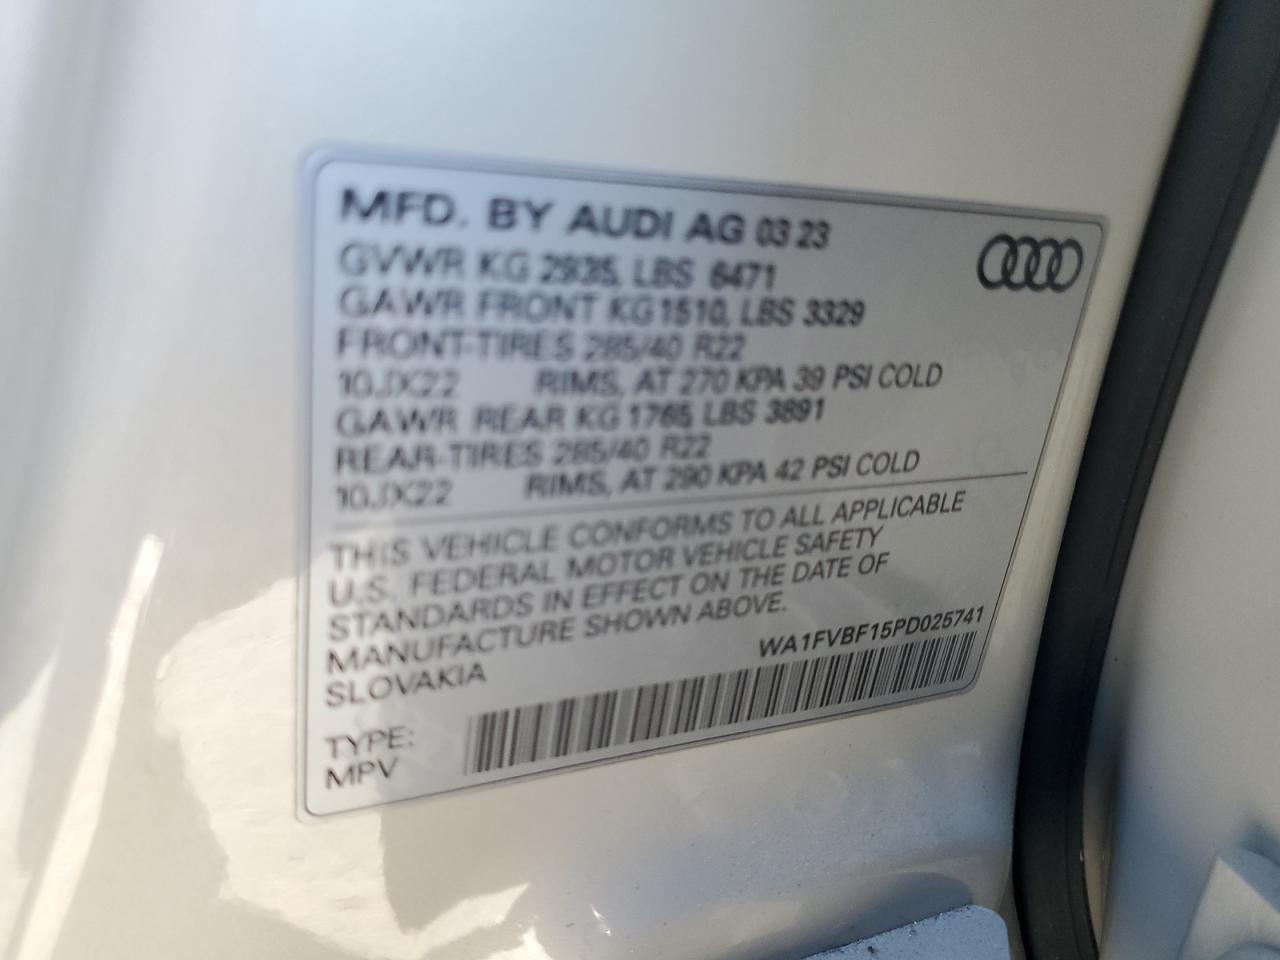 MFD. BY AUDI AG 03 23
GVWR KG 2935, LBS 6471
GAWR FRONT KG 1510, LBS 3329
FRONT-TIRES 285/40 R22
10JX22 RIMS, AT 270 KPA 39 PSI COLD
GAWR REAR KG 1765 LBS 3891
REAR-TIRES 285/40 R22
10JX22 RIMS, AT 290 KPA 42 PSI COLD
THIS VEHICLE CONFORMS TO ALL APPLICABLE
U.S. FEDERAL MOTOR VEHICLE SAFETY
STANDARDS IN EFFECT ON THE DATE OF
MANUFACTURE SHOWN ABOVE.
SLOVAKIA
WA1FVBF15PD025741
TYPE:
MPV